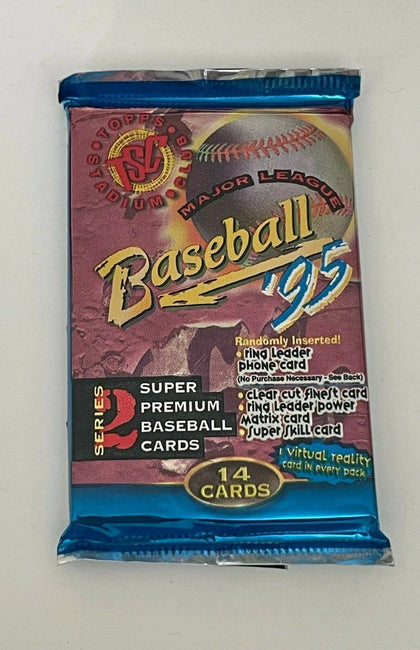 TOPPS • STADIUM • CLUB •
TSC
MAJOR LEAGUE
Baseball
'95
Randomly Inserted!
• ring leader
phone card
(No Purchase Necessary - See Back)
• clear cut finest card
• ring leader power
matrix card
• super skill card
1 virtual reality
card in every pack
SERIES 2
SUPER
PREMIUM
BASEBALL
CARDS
14
CARDS